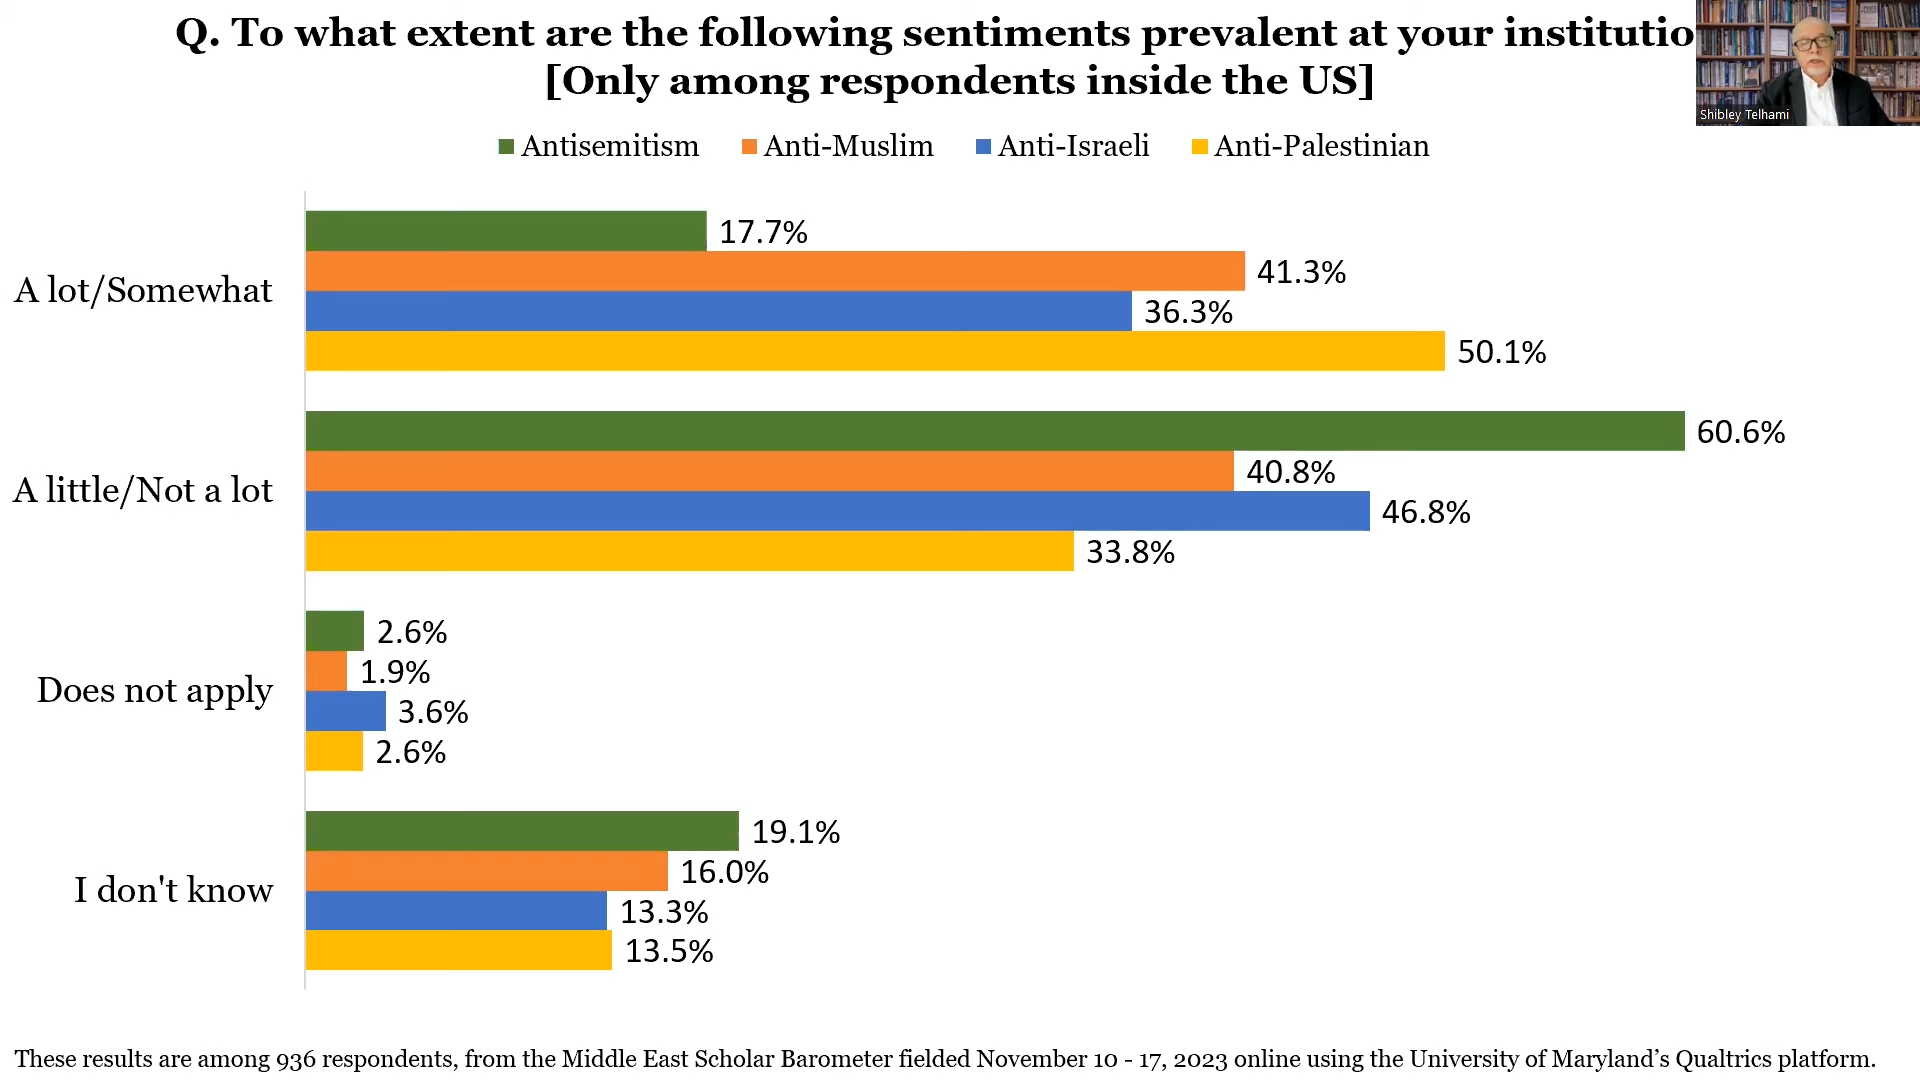 Q. To what extent are the following sentiments prevalent at your institutio
[Only among respondents inside the US]
Shibley Telhami
Antisemitism Anti-Muslim Anti-Israeli Anti-Palestinian
A lot/Somewhat
17.7%
41.3%
36.3%
50.1%
A little/Not a lot
60.6%
40.8%
46.8%
33.8%
Does not apply
2.6%
1.9%
3.6%
2.6%
I don't know
19.1%
16.0%
13.3%
13.5%
These results are among 936 respondents, from the Middle East Scholar Barometer fielded November 10 - 17, 2023 online using the University of Maryland’s Qualtrics platform.